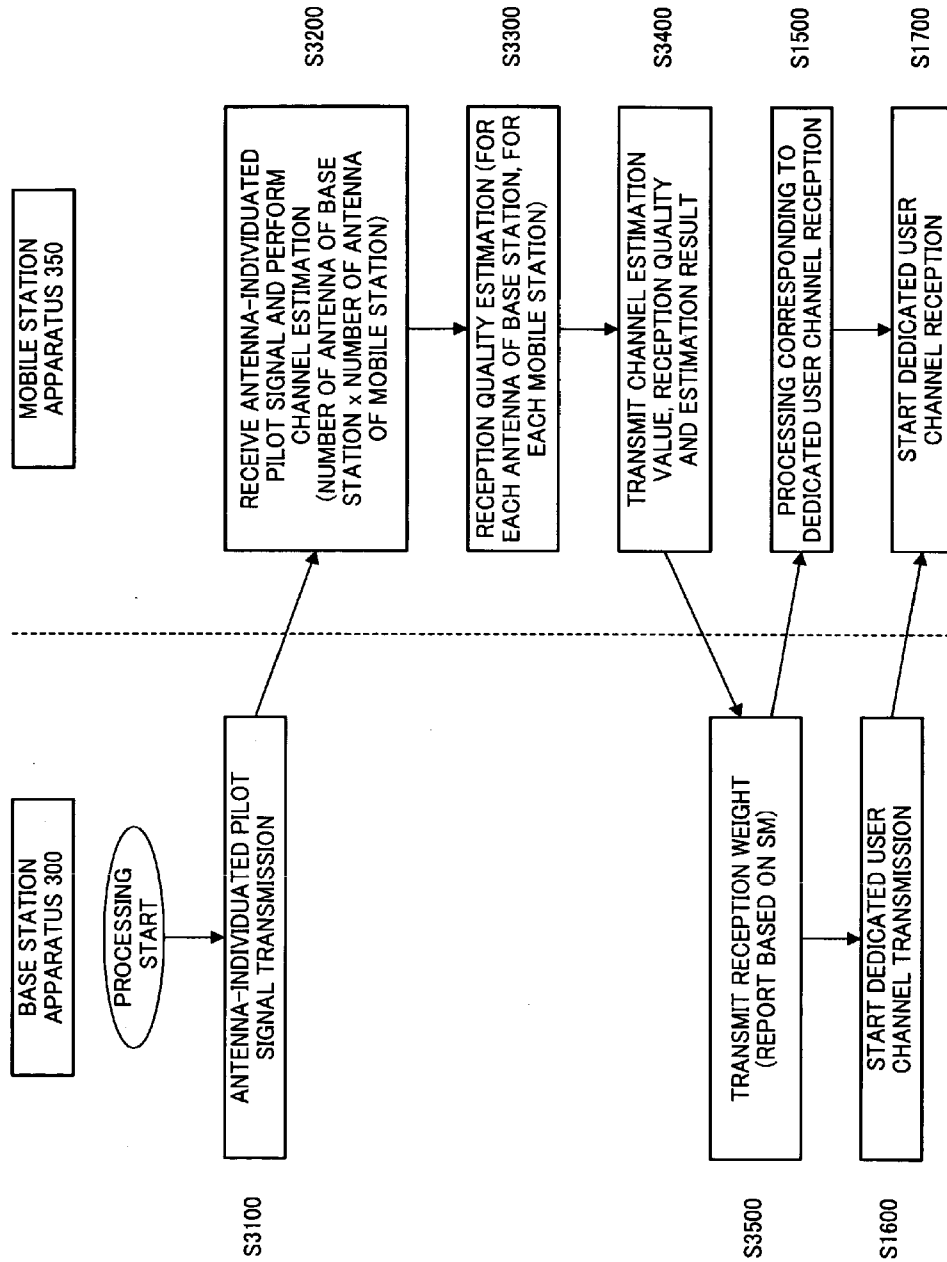 BASE STATION
APPARATUS 300
MOBILE STATION
APPARATUS 350
PROCESSING
START
S3100
ANTENNA-INDIVIDUATED PILOT
SIGNAL TRANSMISSION
RECEIVE ANTENNA-INDIVIDUATED
PILOT SIGNAL AND PERFORM
CHANNEL ESTIMATION
(NUMBER OF ANTENNA OF BASE
STATION x NUMBER OF ANTENNA
OF MOBILE STATION)
S3200
RECEPTION QUALITY ESTIMATION (FOR
EACH ANTENNA OF BASE STATION, FOR
EACH MOBILE STATION)
S3300
TRANSMIT CHANNEL ESTIMATION
VALUE, RECEPTION QUALITY
AND ESTIMATION RESULT
S3400
S3500
TRANSMIT RECEPTION WEIGHT
(REPORT BASED ON SM)
PROCESSING CORRESPONDING TO
DEDICATED USER CHANNEL RECEPTION
S1500
S1600
START DEDICATED USER
CHANNEL TRANSMISSION
START DEDICATED USER
CHANNEL RECEPTION
S1700